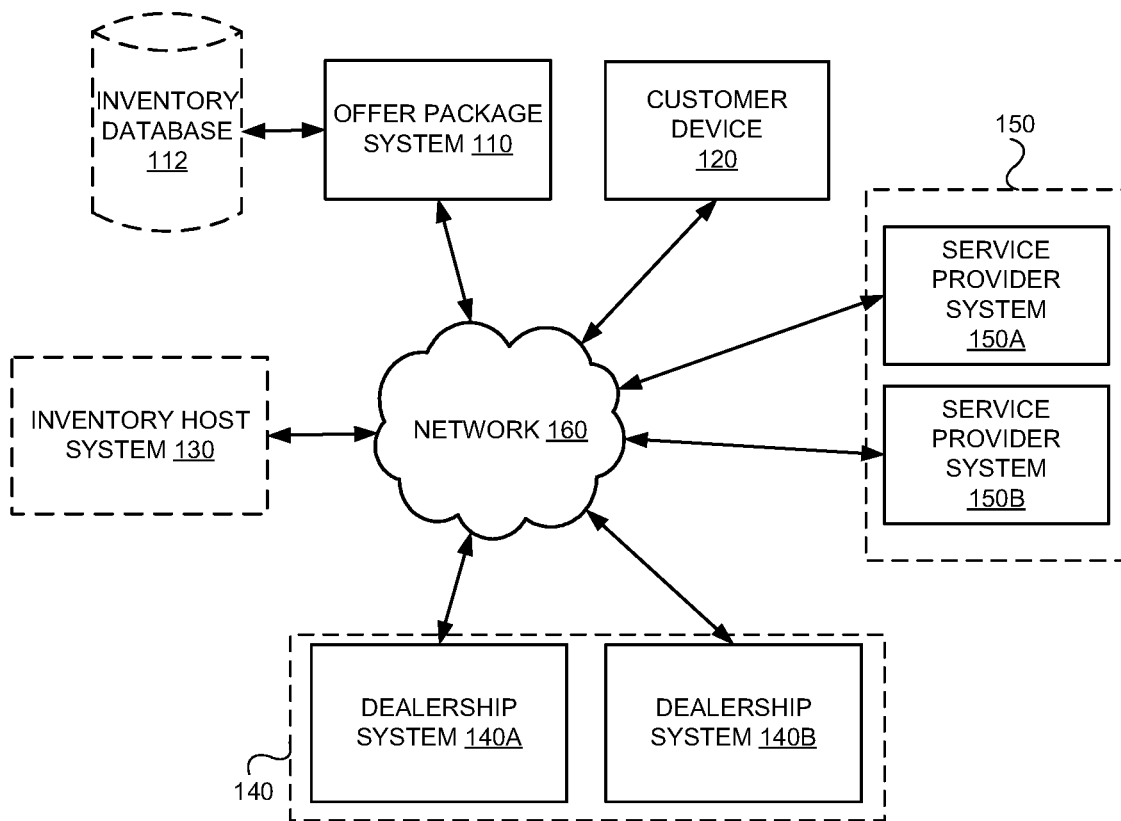 INVENTORY
DATABASE
112
OFFER PACKAGE
SYSTEM 110
CUSTOMER
DEVICE
120
150
SERVICE
PROVIDER
SYSTEM
150A
SERVICE
PROVIDER
SYSTEM
150B
INVENTORY HOST
SYSTEM 130
NETWORK 160
DEALERSHIP
SYSTEM 140A
DEALERSHIP
SYSTEM 140B
140